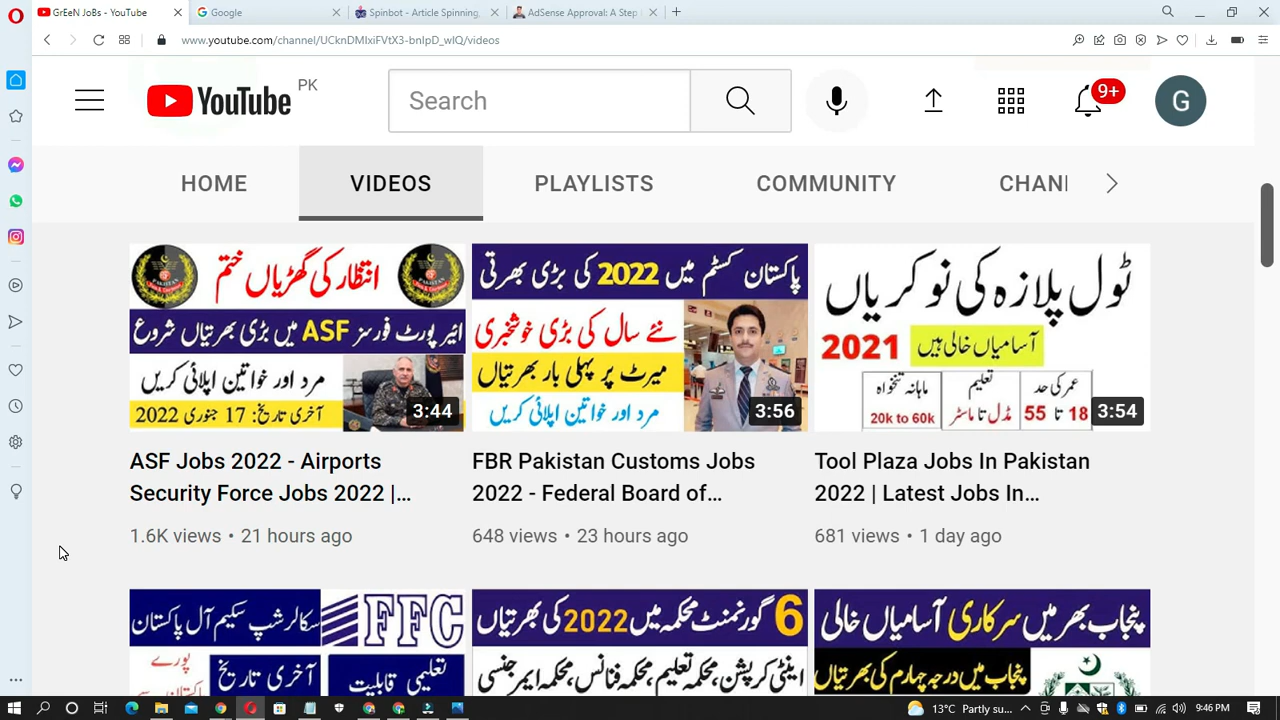 GrEeN JoBs - YouTube
Google
Spinbot - Article Spinning,
AdSense Approval: A Step
www.youtube.com/channel/UCknDMIxiFVtX3-bnIpD_wIQ/videos
YouTube PK
Search
9+
G
HOME
VIDEOS
PLAYLISTS
COMMUNITY
CHAN
انتظار کی گھڑیاں ختم
ائیرپورٹ فورسز ASF میں بڑی بھرتیاں شروع
مرد اور خواتین اپلائی کریں
آخری تاریخ: 17 جنوری 2022
3:44
پاکستان کسٹم میں 2022 کی بڑی بھرتی
نئے سال کی بڑی خوشخبری
میرٹ پر پہلی بار بھرتیاں
مرد اور خواتین اپلائی کریں
3:56
ٹول پلازہ کی نوکریاں
2021 آسامیاں خالی ہیں
عمر کی حد
18 تا 55
تعلیم
مڈل تا ماسٹر
ماہانہ تنخواہ
20k to 60k
3:54
ASF Jobs 2022 - Airports
Security Force Jobs 2022 |...
1.6K views • 21 hours ago
FBR Pakistan Customs Jobs
2022 - Federal Board of...
648 views • 23 hours ago
Tool Plaza Jobs In Pakistan
2022 | Latest Jobs In...
681 views • 1 day ago
سکالرشپ سکیم آل پاکستان
FFC
پورے
آخری تاریخ
تعلیمی قابلیت
6 گورنمنٹ محکمہ میں 2022 کی بھرتیاں
اینٹی کرپشن، محکمہ تعلیم، محکمہ فنانس، محکمہ ایمرجنسی
پنجاب بھر میں سرکاری آسامیاں خالی
پنجاب میں درجہ چہارم کی بھرتیاں
13°C Partly su...
9:46 PM